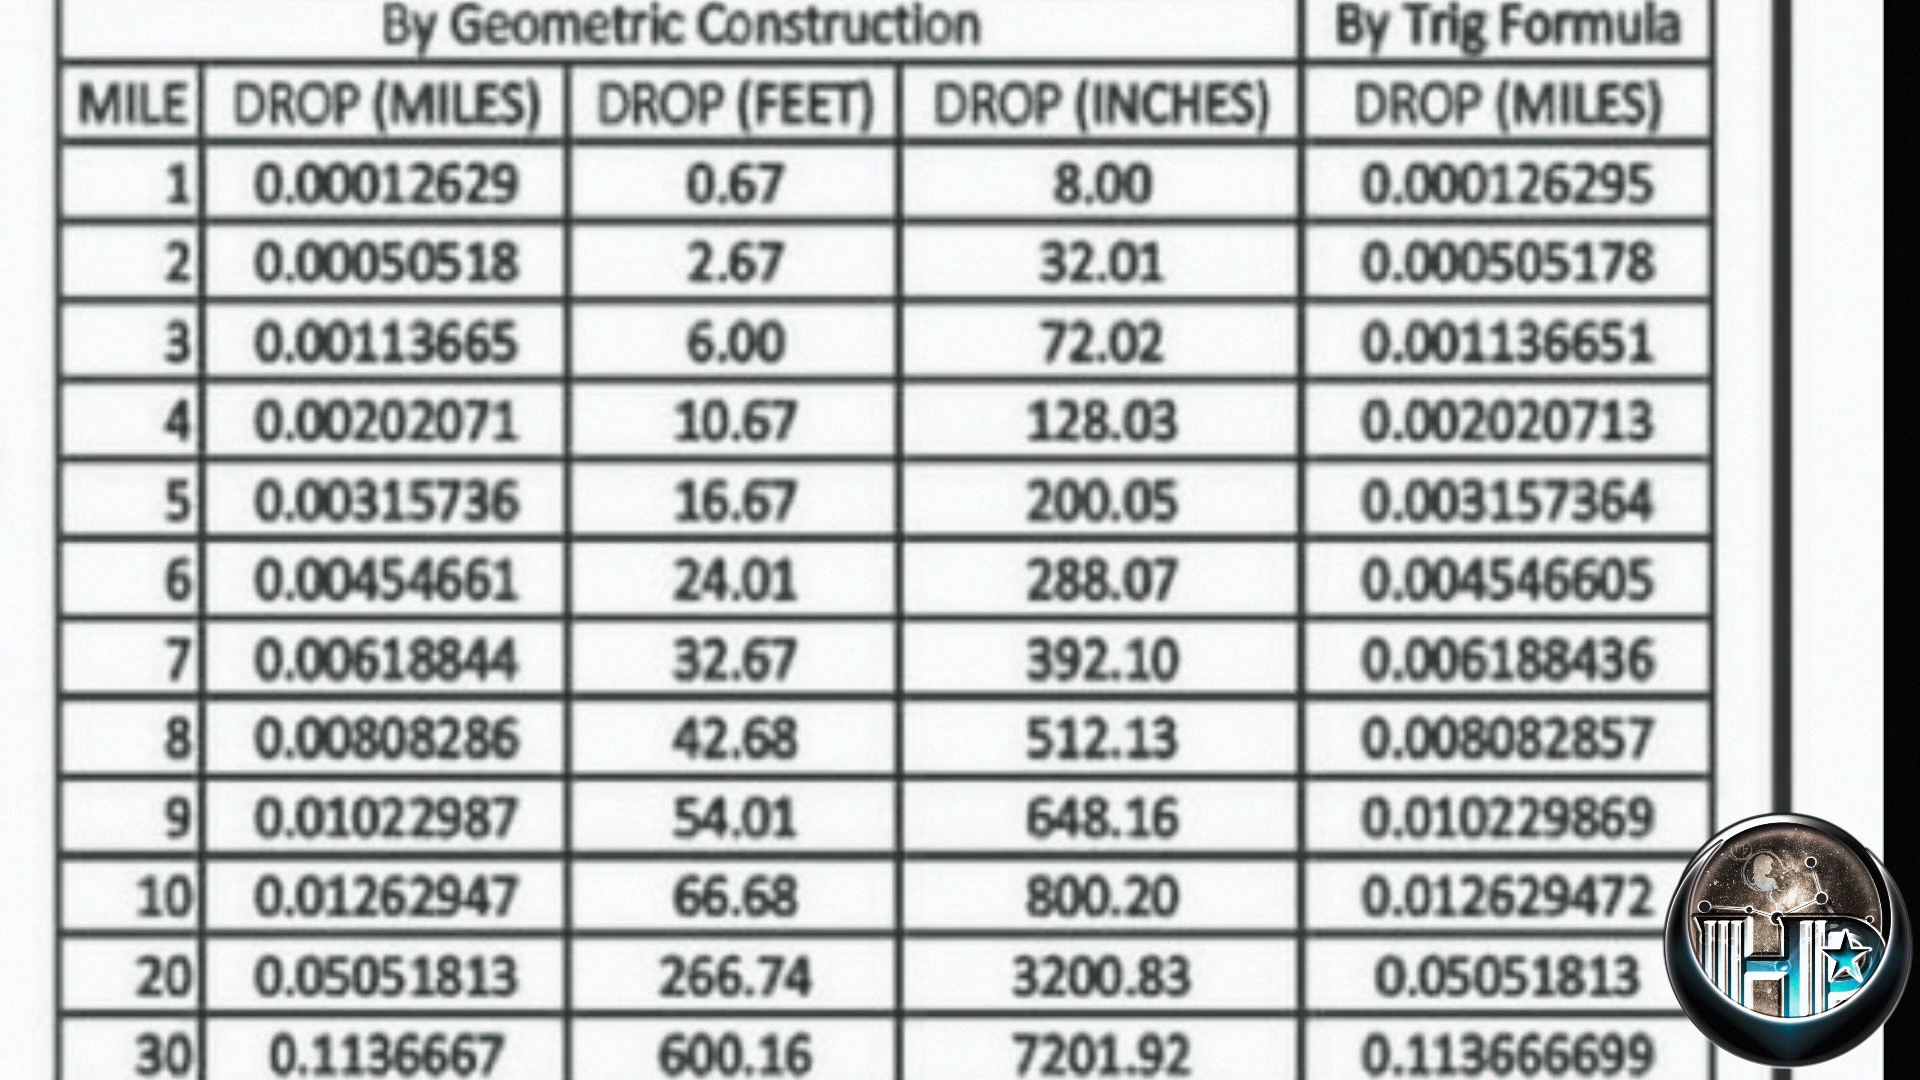 By Geometric Construction By Trig Formula
MILE DROP (MILES) DROP (FEET) DROP (INCHES) DROP (MILES)
1 0.00012629 0.67 8.00 0.000126295
2 0.00050518 2.67 32.01 0.000505178
3 0.00113665 6.00 72.02 0.001136651
4 0.00202071 10.67 128.03 0.002020713
5 0.00315736 16.67 200.05 0.003157364
6 0.00454661 24.01 288.07 0.004546605
7 0.00618844 32.67 392.10 0.006188436
8 0.00808286 42.68 512.13 0.008082857
9 0.01022987 54.01 648.16 0.010229869
10 0.01262947 66.68 800.20 0.012629472
20 0.05051813 266.74 3200.83 0.05051813
30 0.1136667 600.16 7201.92 0.113666699
HP